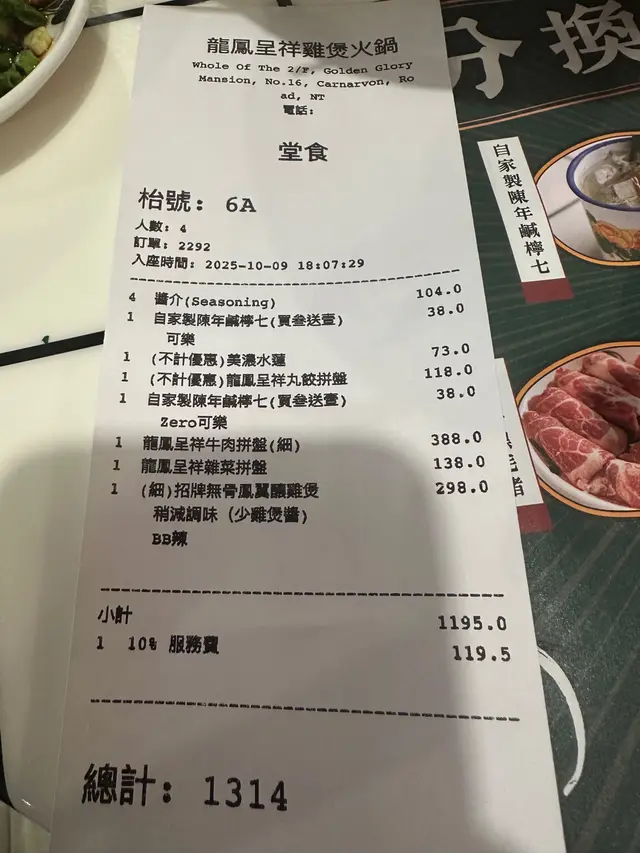 龍鳳呈祥雞煲火鍋
Whole Of The 2/F, Golden Glory
Mansion, No.16, Carnarvon, Ro
ad, NT
電話:
堂食
枱號: 6A
人數: 4
訂單: 2292
入座時間: 2025-10-09 18:07:29
4 醬介(Seasoning) 104.0
1 自家製陳年鹹檸七(買叁送壹) 38.0
可樂
1 (不計優惠)美濃水蓮 73.0
1 (不計優惠)龍鳳呈祥丸餃拼盤 118.0
1 自家製陳年鹹檸七(買叁送壹) 38.0
Zero可樂
1 龍鳳呈祥牛肉拼盤(細) 388.0
1 龍鳳呈祥雜菜拼盤 138.0
1 (細)招牌無骨鳳翼釀雞煲 298.0
稍減調味（少雞煲醬）
BB辣
小計 1195.0
1 10% 服務費 119.5
總計: 1314
分換
自家製陳年鹹檸七